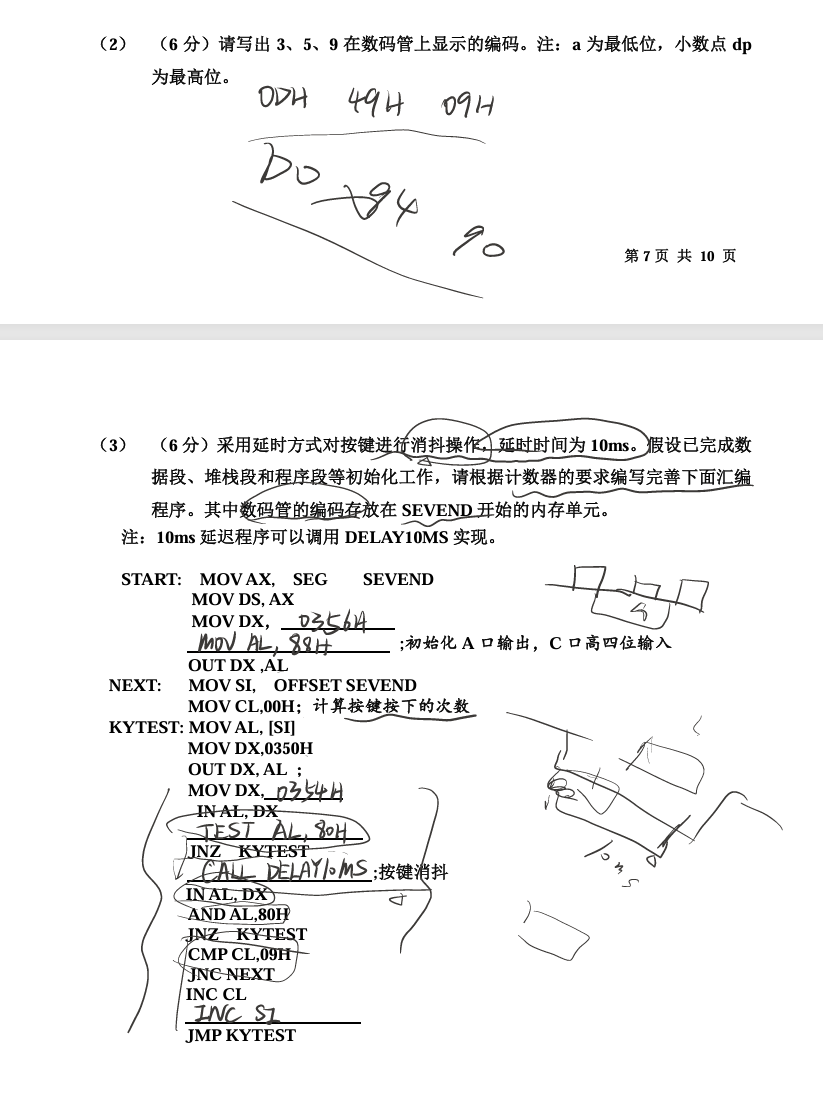 （2） （6 分）请写出 3、5、9 在数码管上显示的编码。注：a 为最低位，小数点 dp
为最高位。
0DH 49H 09H
D0 94 90
第 7 页 共 10 页
（3） （6 分）采用延时方式对按键进行消抖操作，延时时间为 10ms。假设已完成数
据段、堆栈段和程序段等初始化工作，请根据计数器的要求编写完善下面汇编
程序。其中数码管的编码存放在 SEVEND 开始的内存单元。
注：10ms 延迟程序可以调用 DELAY10MS 实现。
START: MOV AX, SEG SEVEND
MOV DS, AX
MOV DX, 0356H
MOV AL, 88H ;初始化 A 口输出，C 口高四位输入
OUT DX ,AL
NEXT: MOV SI, OFFSET SEVEND
MOV CL,00H；计算按键按下的次数
KYTEST: MOV AL, [SI]
MOV DX,0350H
OUT DX, AL ；
MOV DX, 0354H
IN AL, DX
TEST AL, 80H
JNZ KYTEST
CALL DELAY10MS ;按键消抖
IN AL, DX
AND AL,80H
JNZ KYTEST
CMP CL,09H
JNC NEXT
INC CL
INC SI
JMP KYTEST
10ms